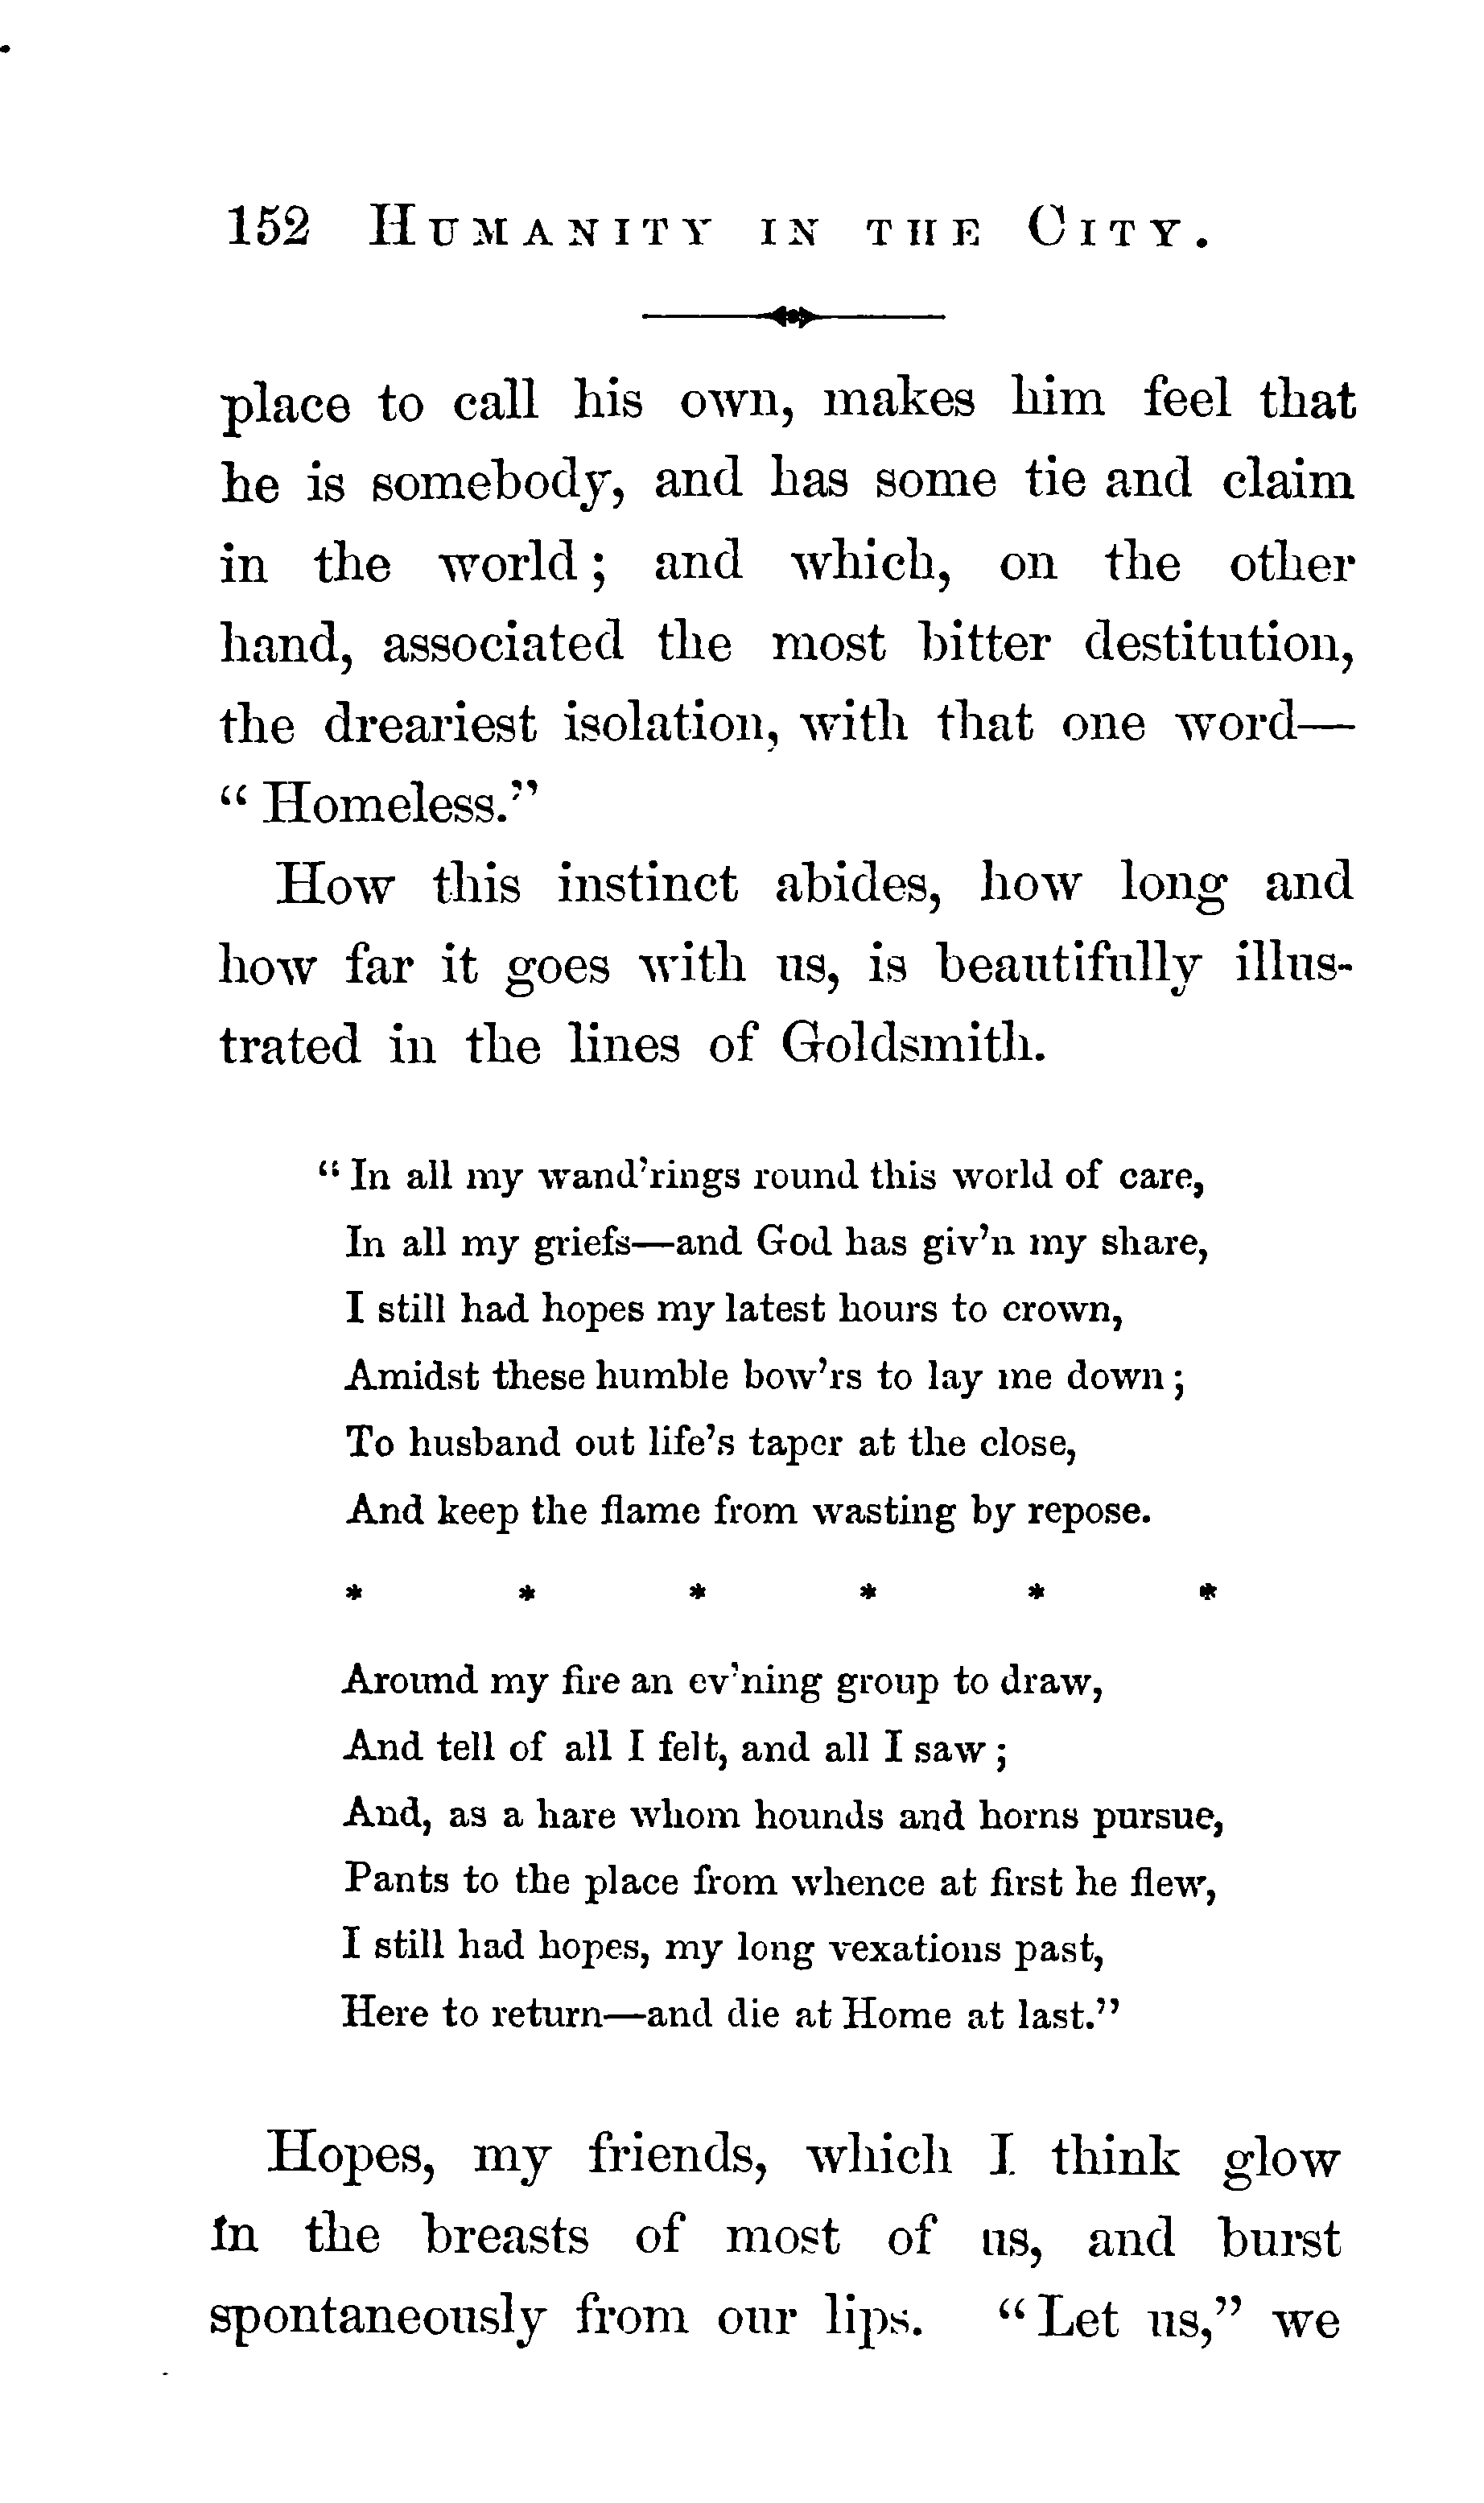 152 HUMANITY IN THE CITY.
place to call his own, makes him feel that
he is somebody, and has some tie and claim
in the world; and which, on the other
hand, associated the most bitter destitution,
the dreariest isolation, with that one word—
"Homeless."
How this instinct abides, how long and
how far it goes with us, is beautifully illus-
trated in the lines of Goldsmith.
"In all my wand'rings round this world of care,
In all my griefs—and God has giv'n my share,
I still had hopes my latest hours to crown,
Amidst these humble bow'rs to lay me down;
To husband out life's taper at the close,
And keep the flame from wasting by repose.
* * * * * *
Around my fire an ev'ning group to draw,
And tell of all I felt, and all I saw;
And, as a hare whom hounds and horns pursue,
Pants to the place from whence at first he flew,
I still had hopes, my long vexations past,
Here to return—and die at Home at last."
Hopes, my friends, which I think glow
in the breasts of most of us, and burst
spontaneously from our lips. "Let us," we